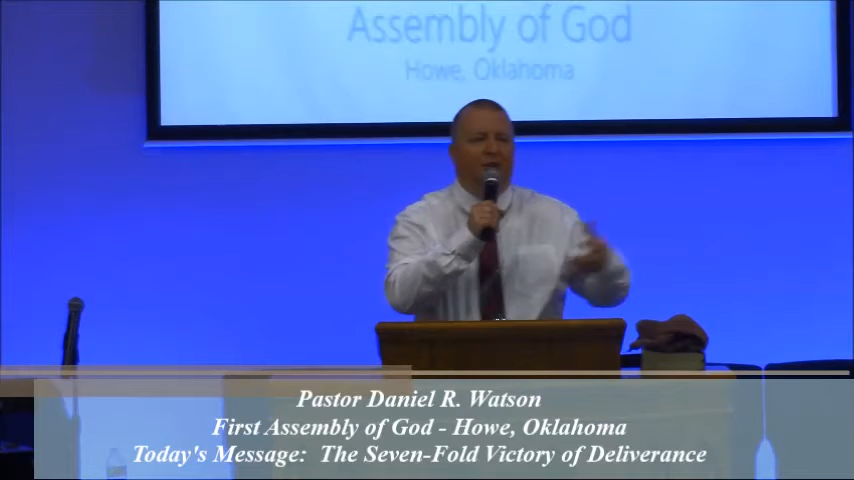 Assembly of God
Howe, Oklahoma
Pastor Daniel R. Watson
First Assembly of God - Howe, Oklahoma
Today's Message: The Seven-Fold Victory of Deliverance